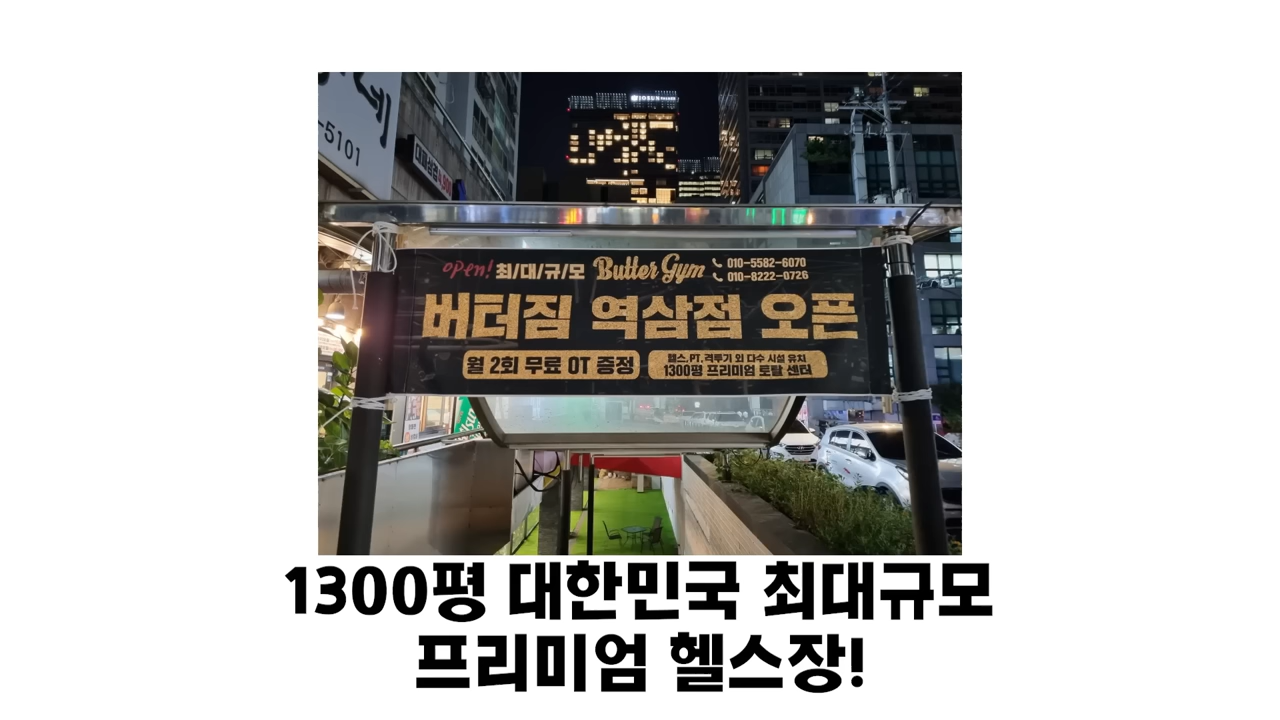 JOSUN
-5101
open! 최/대/규/모 Butter Gym 010-5582-6070
010-8222-0726
버터짐 역삼점 오픈
월 2회 무료 OT 증정
헬스, PT, 격투기 외 다수 시설 유치
1300평 프리미엄 토탈 센터
1300평 대한민국 최대규모
프리미엄 헬스장!